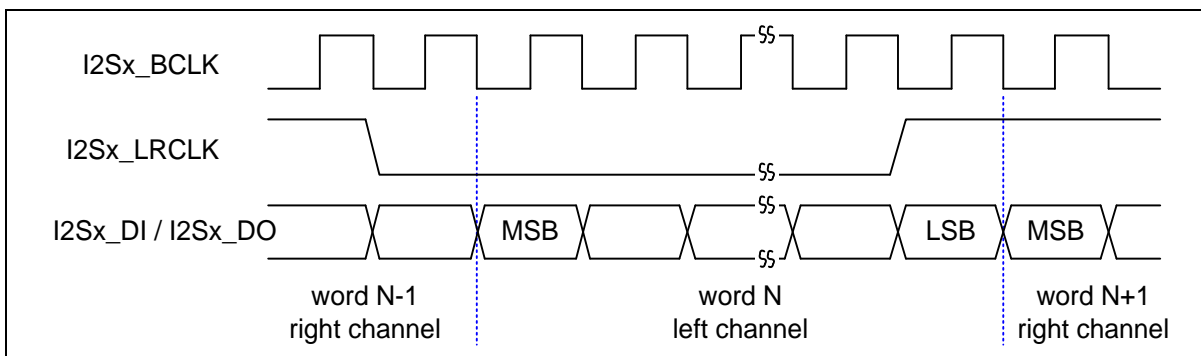 I2Sx_BCLK
I2Sx_LRCLK
I2Sx_DI / I2Sx_DO
MSB
LSB
MSB
word N-1
right channel
word N
left channel
word N+1
right channel